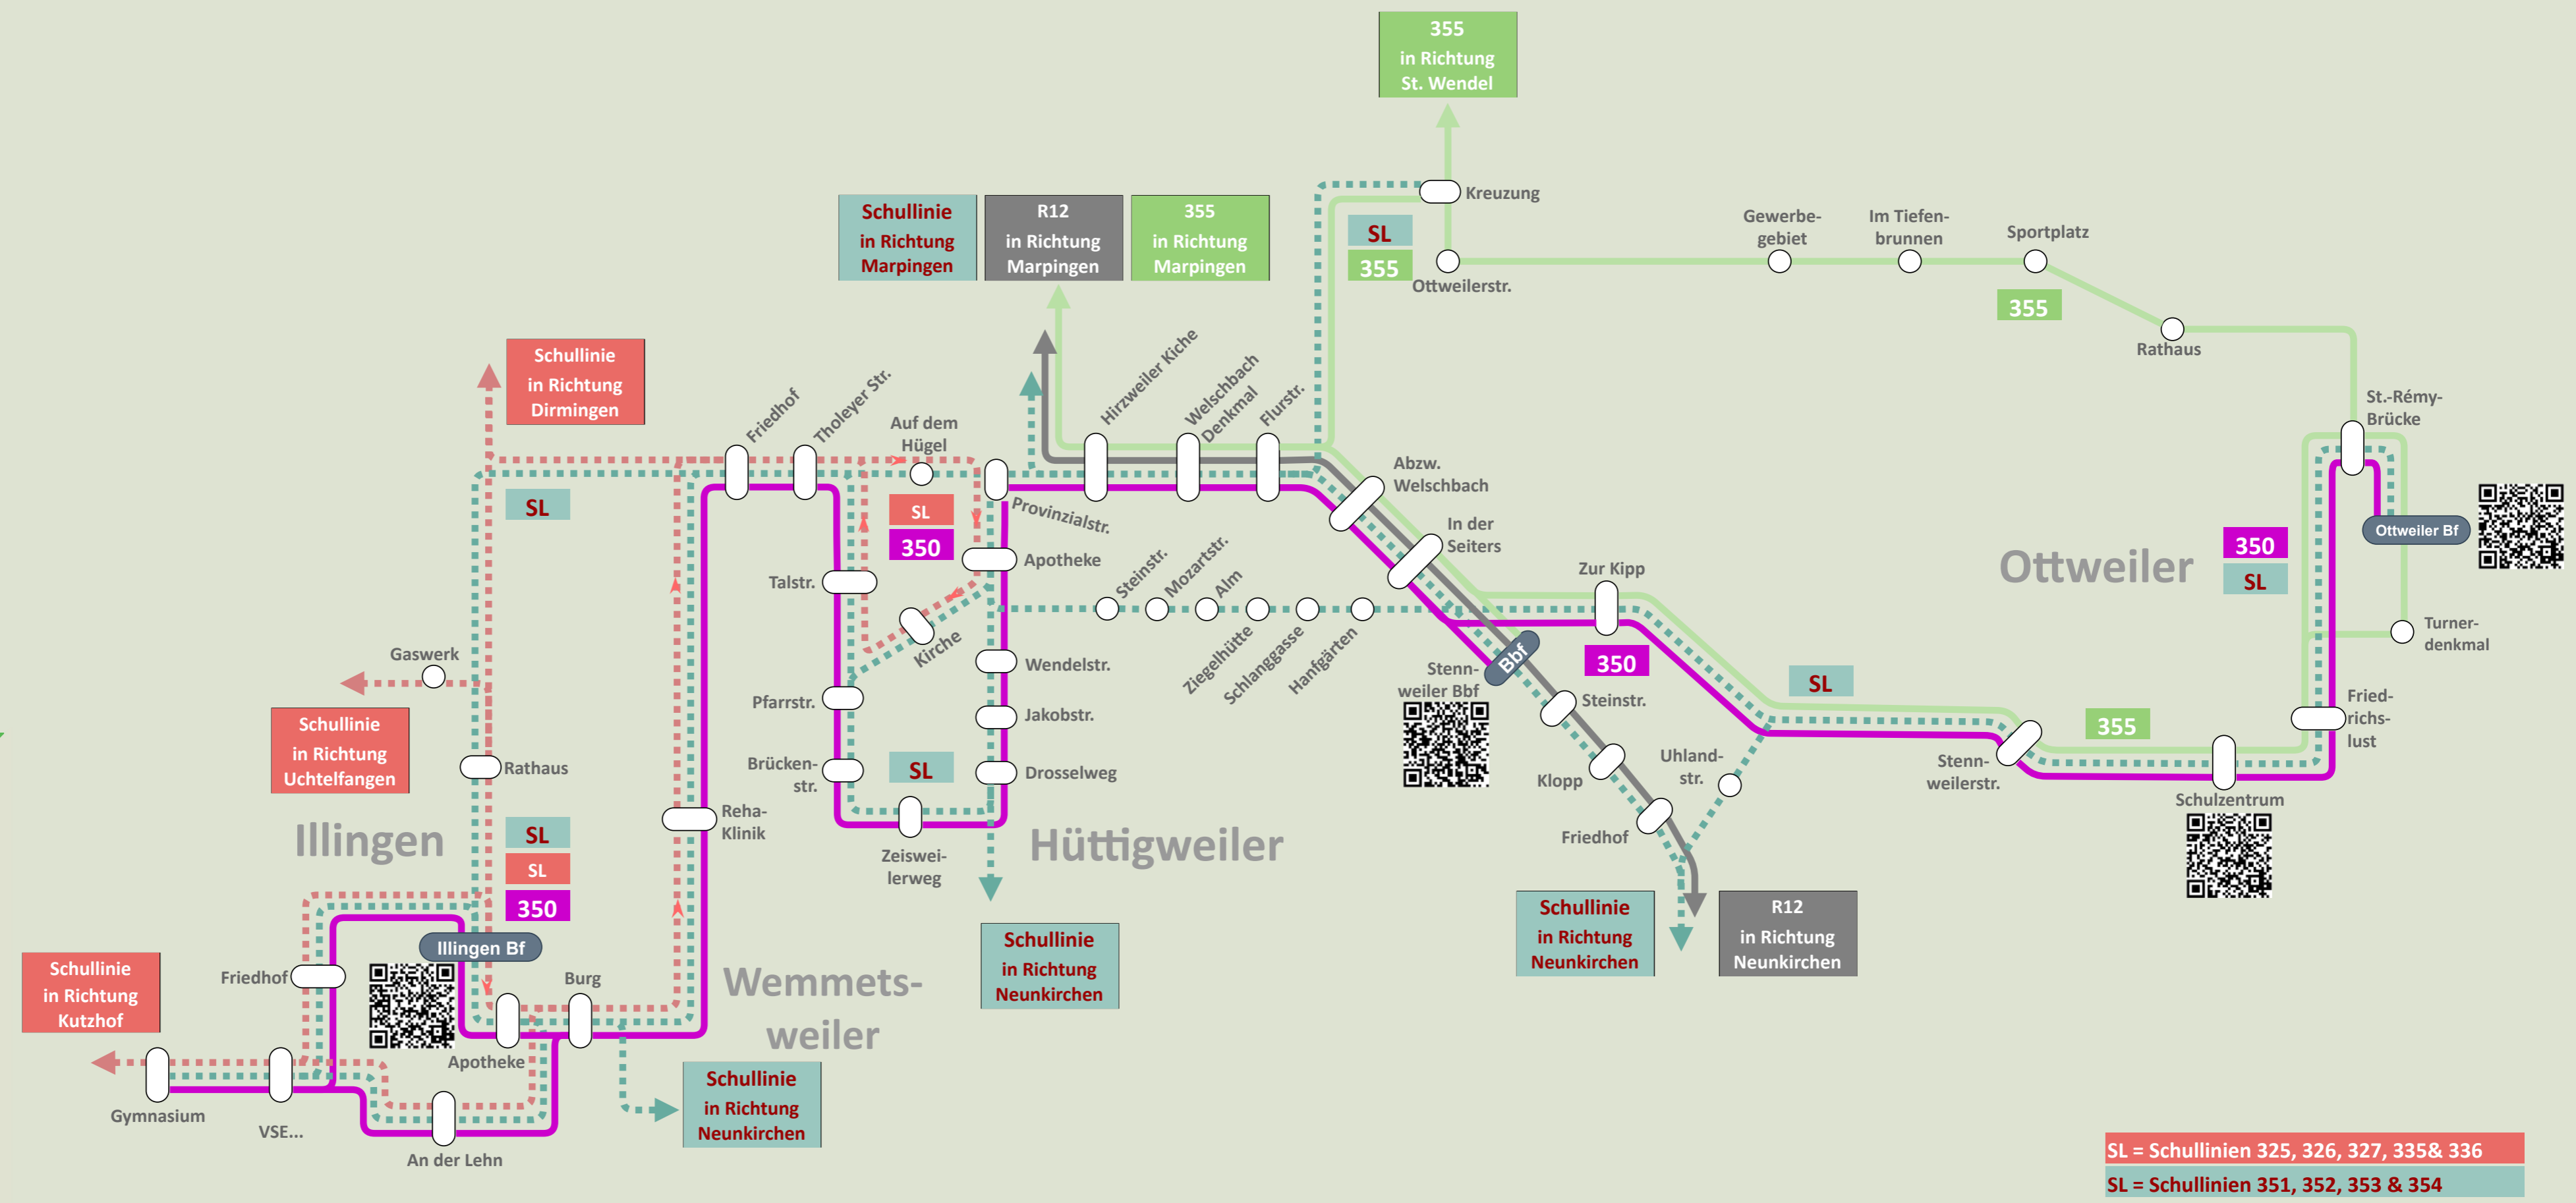 355
in Richtung
St. Wendel
Schullinie
in Richtung
Marpingen
R12
in Richtung
Marpingen
355
in Richtung
Marpingen
Kreuzung
SL
355
Ottweilerstr.
Gewerbe-
gebiet
Im Tiefen-
brunnen
Sportplatz
355
Rathaus
St.-Rémy-
Brücke
Schullinie
in Richtung
Dirmingen
Friedhof
Tholeyer Str.
Auf dem
Hügel
Hirzweiler Kiche
Welschbach
Denkmal
Flurstr.
Abzw.
Welschbach
In der
Seiters
SL
SL
350
Provinzialstr.
Apotheke
Talstr.
Kirche
Steinstr.
Mozartstr.
Alm
Ziegelhütte
Schlanggasse
Hanfgärten
Zur Kipp
350
Ottweiler
350
SL
Ottweiler Bf
Turner-
denkmal
Gaswerk
Schullinie
in Richtung
Uchtelfangen
Rathaus
Pfarrstr.
Brücken-
str.
SL
Wendelstr.
Jakobstr.
Drosselweg
Zeiswei-
lerweg
Stenn-
weiler Bbf
Bbf
Steinstr.
Klopp
Friedhof
Uhland-
str.
SL
355
Stenn-
weilerstr.
Schulzentrum
Fried-
richs-
lust
Illingen
SL
SL
350
Reha-
Klinik
Hüttigweiler
Illingen Bf
Schullinie
in Richtung
Kutzhof
Friedhof
Burg
Wemmets-
weiler
Schullinie
in Richtung
Neunkirchen
Schullinie
in Richtung
Neunkirchen
R12
in Richtung
Neunkirchen
Apotheke
Gymnasium
VSE...
An der Lehn
Schullinie
in Richtung
Neunkirchen
SL = Schullinien 325, 326, 327, 335& 336
SL = Schullinien 351, 352, 353 & 354